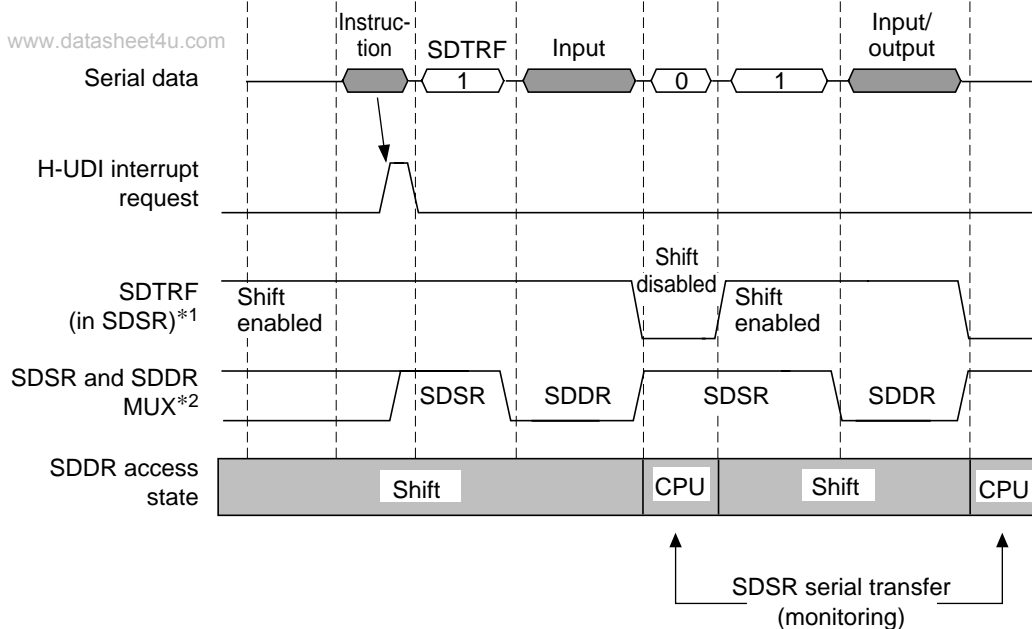 www.datasheet4u.com
Instruc-
tion
SDTRF
Input
Input/
output
Serial data
1
0
1
H-UDI interrupt
request
Shift
disabled
SDTRF
(in SDSR)*1
Shift
enabled
Shift
enabled
SDSR and SDDR
MUX*2
SDSR
SDDR
SDSR
SDDR
SDDR access
state
Shift
CPU
Shift
CPU
SDSR serial transfer
(monitoring)